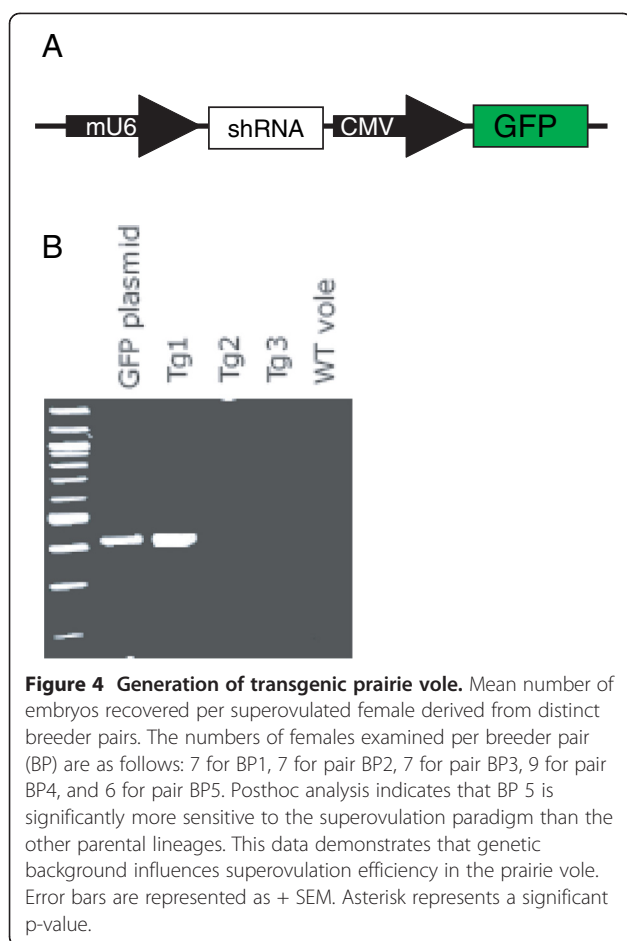 A
mU6 shRNA CMV GFP
B
GFP plasmid
Tg1
Tg2
Tg3
WT vole
Figure 4 Generation of transgenic prairie vole. Mean number of
embryos recovered per superovulated female derived from distinct
breeder pairs. The numbers of females examined per breeder pair
(BP) are as follows: 7 for BP1, 7 for pair BP2, 7 for pair BP3, 9 for pair
BP4, and 6 for pair BP5. Posthoc analysis indicates that BP 5 is
significantly more sensitive to the superovulation paradigm than the
other parental lineages. This data demonstrates that genetic
background influences superovulation efficiency in the prairie vole.
Error bars are represented as + SEM. Asterisk represents a significant
p-value.